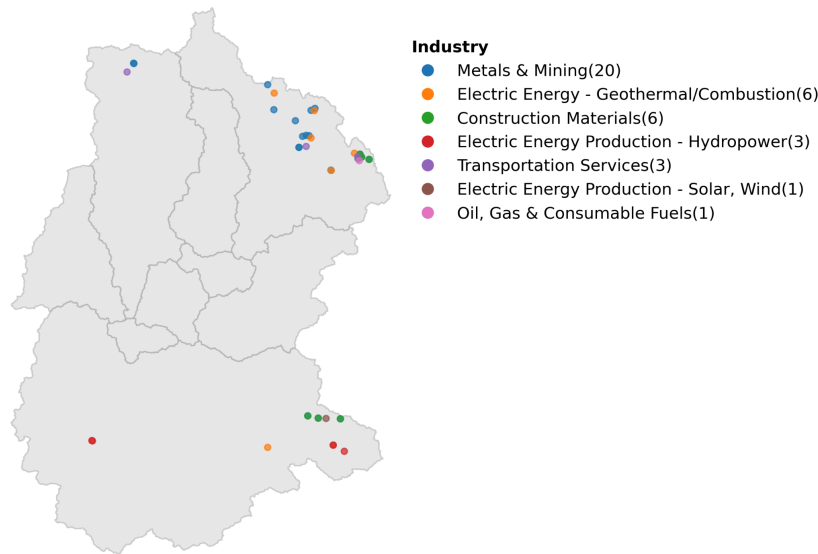 Industry
Metals & Mining(20)
Electric Energy - Geothermal/Combustion(6)
Construction Materials(6)
Electric Energy Production - Hydropower(3)
Transportation Services(3)
Electric Energy Production - Solar, Wind(1)
Oil, Gas & Consumable Fuels(1)